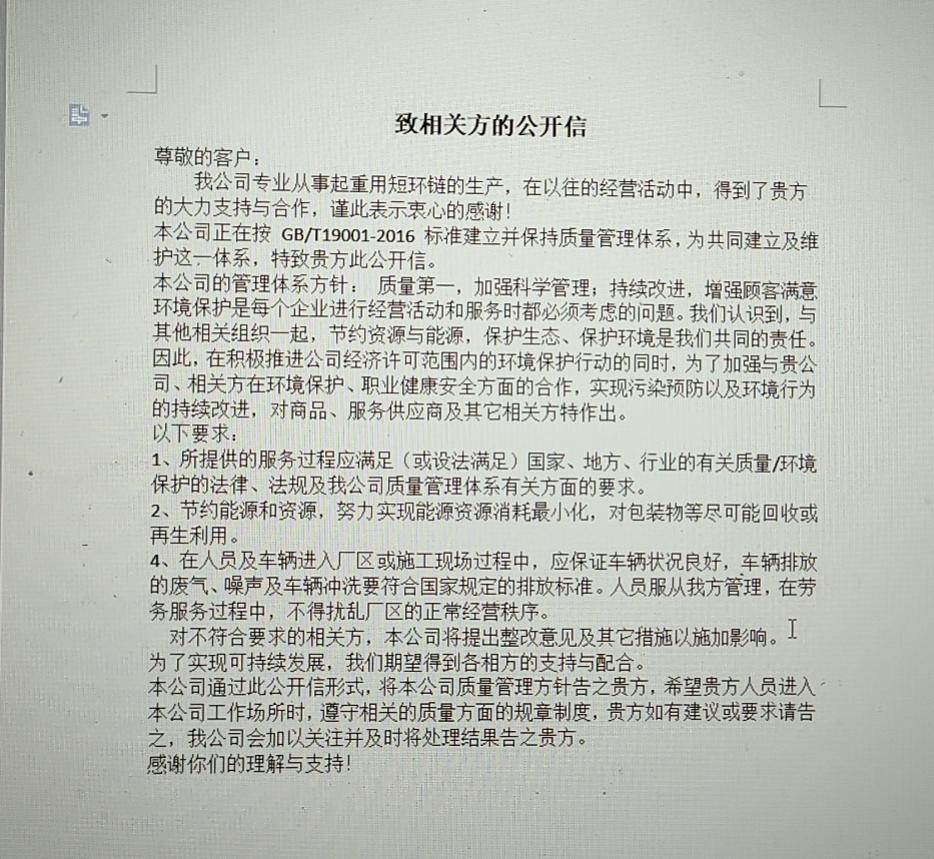 致相关方的公开信
尊敬的客户：
我公司专业从事起重用短环链的生产，在以往的经营活动中，得到了贵方
的大力支持与合作，谨此表示衷心的感谢！
本公司正在按 GB/T19001-2016 标准建立并保持质量管理体系，为共同建立及维
护这一体系，特致贵方此公开信。
本公司的管理体系方针： 质量第一，加强科学管理；持续改进，增强顾客满意
环境保护是每个企业进行经营活动和服务时都必须考虑的问题。我们认识到，与
其他相关组织一起，节约资源与能源，保护生态、保护环境是我们共同的责任。
因此，在积极推进公司经济许可范围内的环境保护行动的同时，为了加强与贵公
司、相关方在环境保护、职业健康安全方面的合作，实现污染预防以及环境行为
的持续改进，对商品、服务供应商及其它相关方特作出。
以下要求：
1、所提供的服务过程应满足（或设法满足）国家、地方、行业的有关质量/环境
保护的法律、法规及我公司质量管理体系有关方面的要求。
2、节约能源和资源，努力实现能源资源消耗最小化，对包装物等尽可能回收或
再生利用。
4、在人员及车辆进入厂区或施工现场过程中，应保证车辆状况良好，车辆排放
的废气、噪声及车辆冲洗要符合国家规定的排放标准。人员服从我方管理，在劳
务服务过程中，不得扰乱厂区的正常经营秩序。
对不符合要求的相关方，本公司将提出整改意见及其它措施以施加影响。
为了实现可持续发展，我们期望得到各相方的支持与配合。
本公司通过此公开信形式，将本公司质量管理方针告之贵方，希望贵方人员进入
本公司工作场所时，遵守相关的质量方面的规章制度，贵方如有建议或要求请告
之，我公司会加以关注并及时将处理结果告之贵方。
感谢你们的理解与支持！